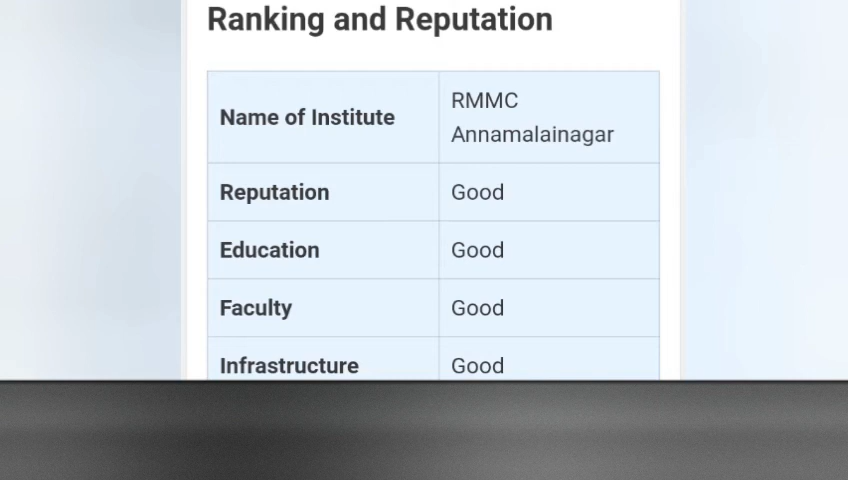 Ranking and Reputation
Name of Institute
RMMC
Annamalainagar
Reputation
Good
Education
Good
Faculty
Good
Infrastructure
Good